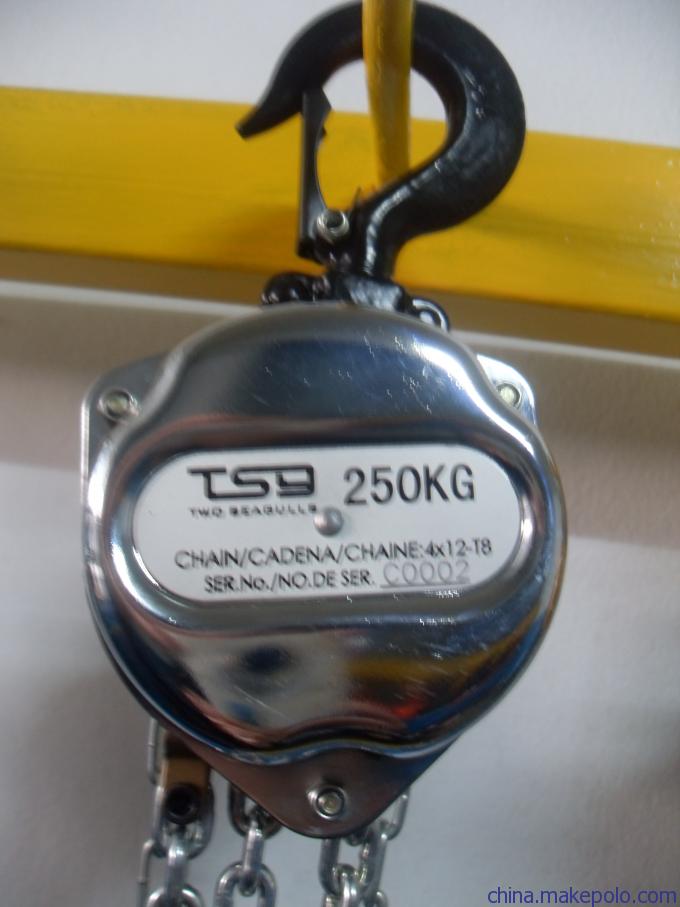 TSG 250KG
TWO SEAGULLS
CHAIN/CADENA/CHAINE:4x12-T8
SER.No./NO.DE SER. C0002
china.makepolo.com